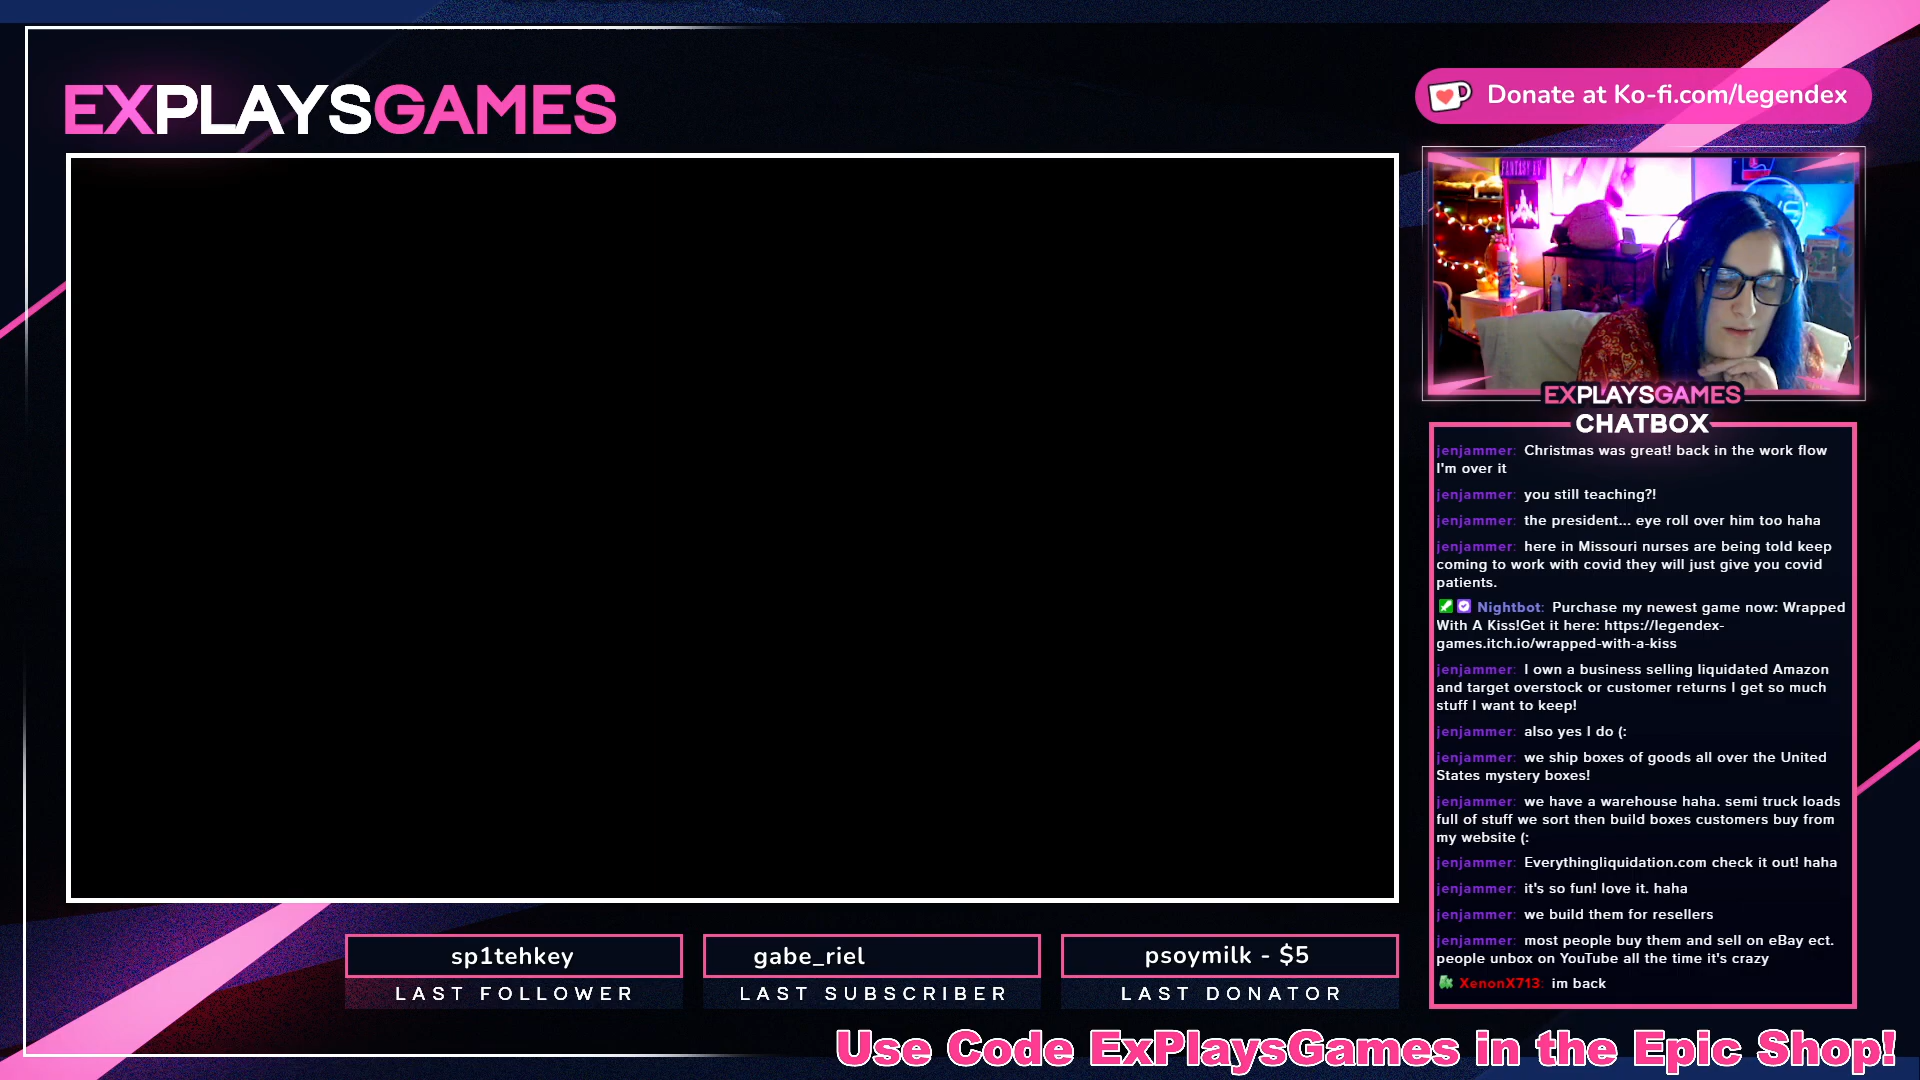 EXPLAYSGAMES
Donate at Ko-fi.com/legendex
FANTASY EV
EXPLAYSGAMES
CHATBOX
jenjammer: Christmas was great! back in the work flow
I'm over it
jenjammer: you still teaching?!
jenjammer: the president... eye roll over him too haha
jenjammer: here in Missouri nurses are being told keep
coming to work with covid they will just give you covid
patients.
Nightbot: Purchase my newest game now: Wrapped
With A Kiss!Get it here: https://legendex-
games.itch.io/wrapped-with-a-kiss
jenjammer: I own a business selling liquidated Amazon
and target overstock or customer returns I get so much
stuff I want to keep!
jenjammer: also yes I do (:
jenjammer: we ship boxes of goods all over the United
States mystery boxes!
jenjammer: we have a warehouse haha. semi truck loads
full of stuff we sort then build boxes customers buy from
my website (:
jenjammer: Everythingliquidation.com check it out! haha
jenjammer: it's so fun! love it. haha
jenjammer: we build them for resellers
jenjammer: most people buy them and sell on eBay ect.
people unbox on YouTube all the time it's crazy
XenonX713: im back
sp1tehkey
LAST FOLLOWER
gabe_riel
LAST SUBSCRIBER
psoymilk - $5
LAST DONATOR
Use Code ExPlaysGames in the Epic Shop!